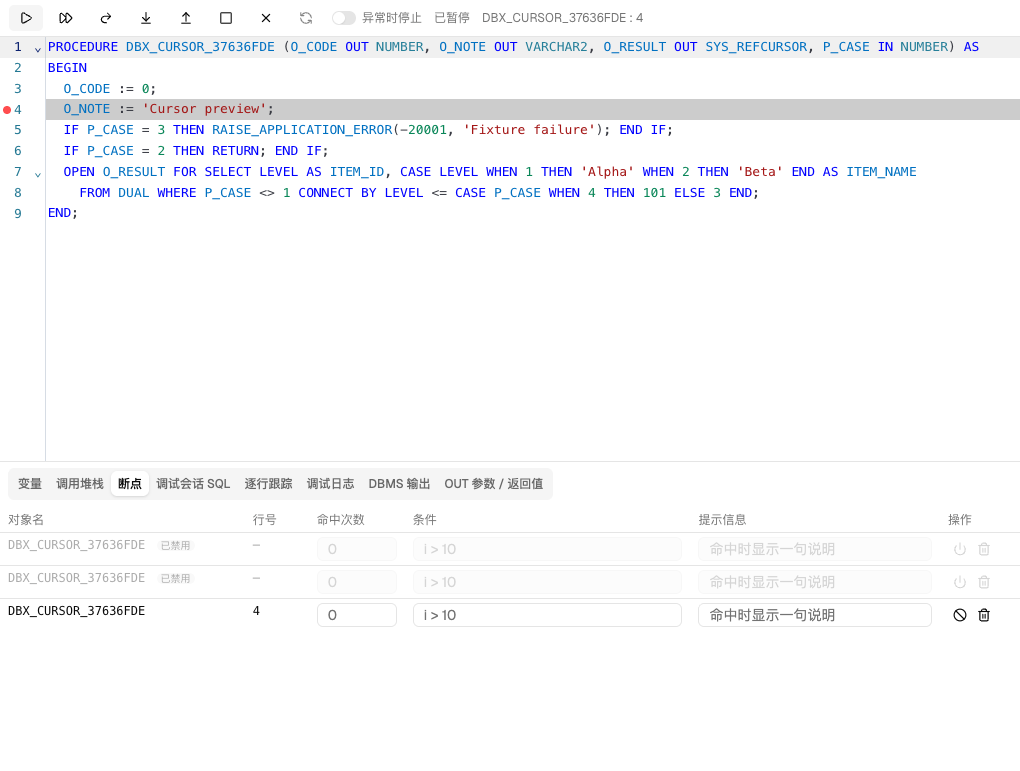 异常时停止 已暂停 DBX_CURSOR_37636FDE : 4
1 PROCEDURE DBX_CURSOR_37636FDE (O_CODE OUT NUMBER, O_NOTE OUT VARCHAR2, O_RESULT OUT SYS_REFCURSOR, P_CASE IN NUMBER) AS
2 BEGIN
3 O_CODE := 0;
4 O_NOTE := 'Cursor preview';
5 IF P_CASE = 3 THEN RAISE_APPLICATION_ERROR(-20001, 'Fixture failure'); END IF;
6 IF P_CASE = 2 THEN RETURN; END IF;
7 OPEN O_RESULT FOR SELECT LEVEL AS ITEM_ID, CASE LEVEL WHEN 1 THEN 'Alpha' WHEN 2 THEN 'Beta' END AS ITEM_NAME
8 FROM DUAL WHERE P_CASE <> 1 CONNECT BY LEVEL <= CASE P_CASE WHEN 4 THEN 101 ELSE 3 END;
9 END;
变量 调用堆栈 断点 调试会话 SQL 逐行跟踪 调试日志 DBMS 输出 OUT 参数 / 返回值
对象名 行号 命中次数 条件 提示信息 操作
DBX_CURSOR_37636FDE 已禁用 – 0 i > 10 命中时显示一句说明
DBX_CURSOR_37636FDE 已禁用 – 0 i > 10 命中时显示一句说明
DBX_CURSOR_37636FDE 4 0 i > 10 命中时显示一句说明